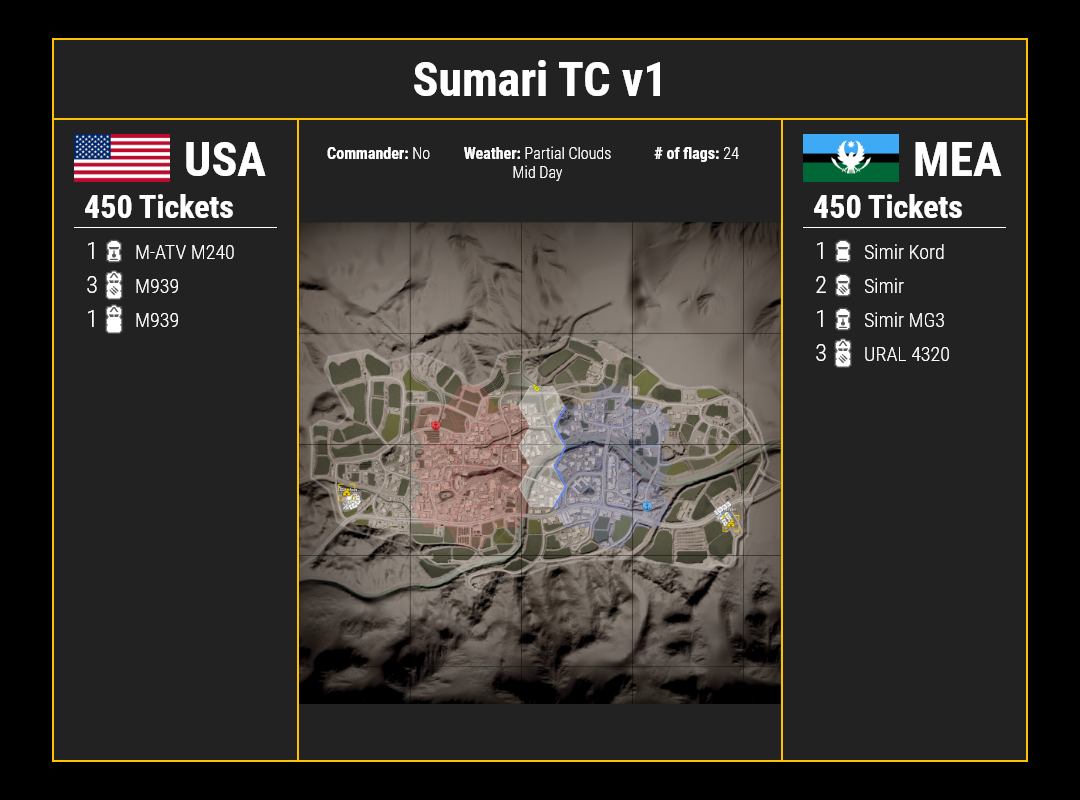 Sumari TC v1
USA
450 Tickets
1 M-ATV M240
3 M939
1 M939
Commander: No
Weather: Partial Clouds
Mid Day
# of flags: 24
MEA
450 Tickets
1 Simir Kord
2 Simir
1 Simir MG3
3 URAL 4320